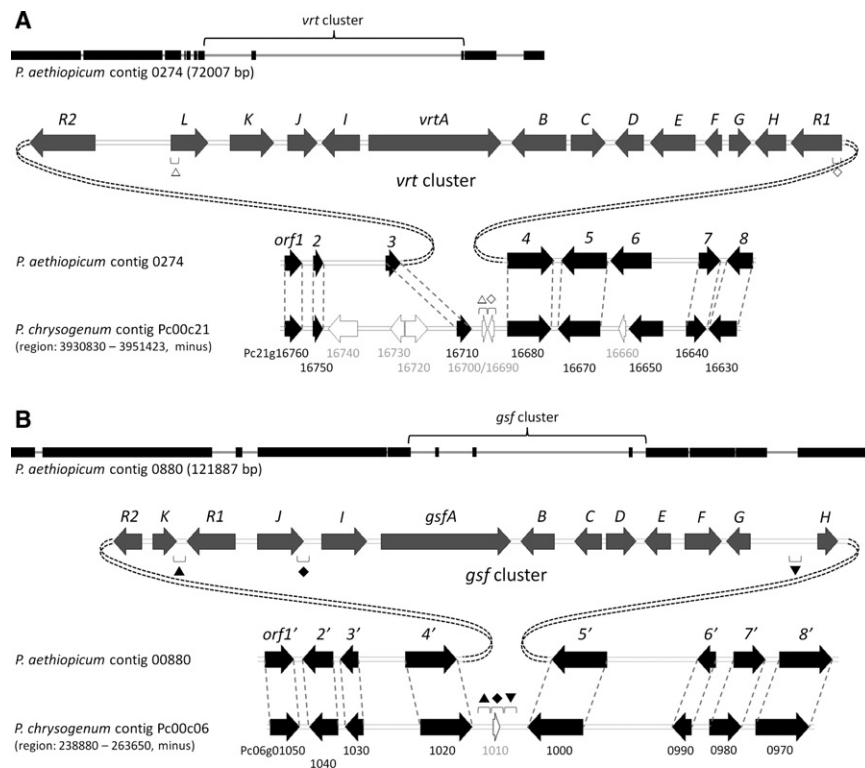 A
vrt cluster
P. aethiopicum contig 0274 (72007 bp)
R2 L K J I vrtA B C D E F G H R1
vrt cluster
orf1 2 3 4 5 6 7 8
P. aethiopicum contig 0274
P. chrysogenum contig Pc00c21
(region: 3930830 – 3951423, minus)
Pc21g16760 16740 16730 16710 16680 16660 16640
16750 16720 16700/16690 16670 16650 16630
B
gsf cluster
P. aethiopicum contig 0880 (121887 bp)
R2 K R1 J I gsfA B C D E F G H
gsf cluster
orf1’ 2’ 3’ 4’ 5’ 6’ 7’ 8’
P. aethiopicum contig 00880
P. chrysogenum contig Pc00c06
(region: 238880 – 263650, minus)
Pc06g01050 1030 1020 1010 1000 0990 0980 0970
1040